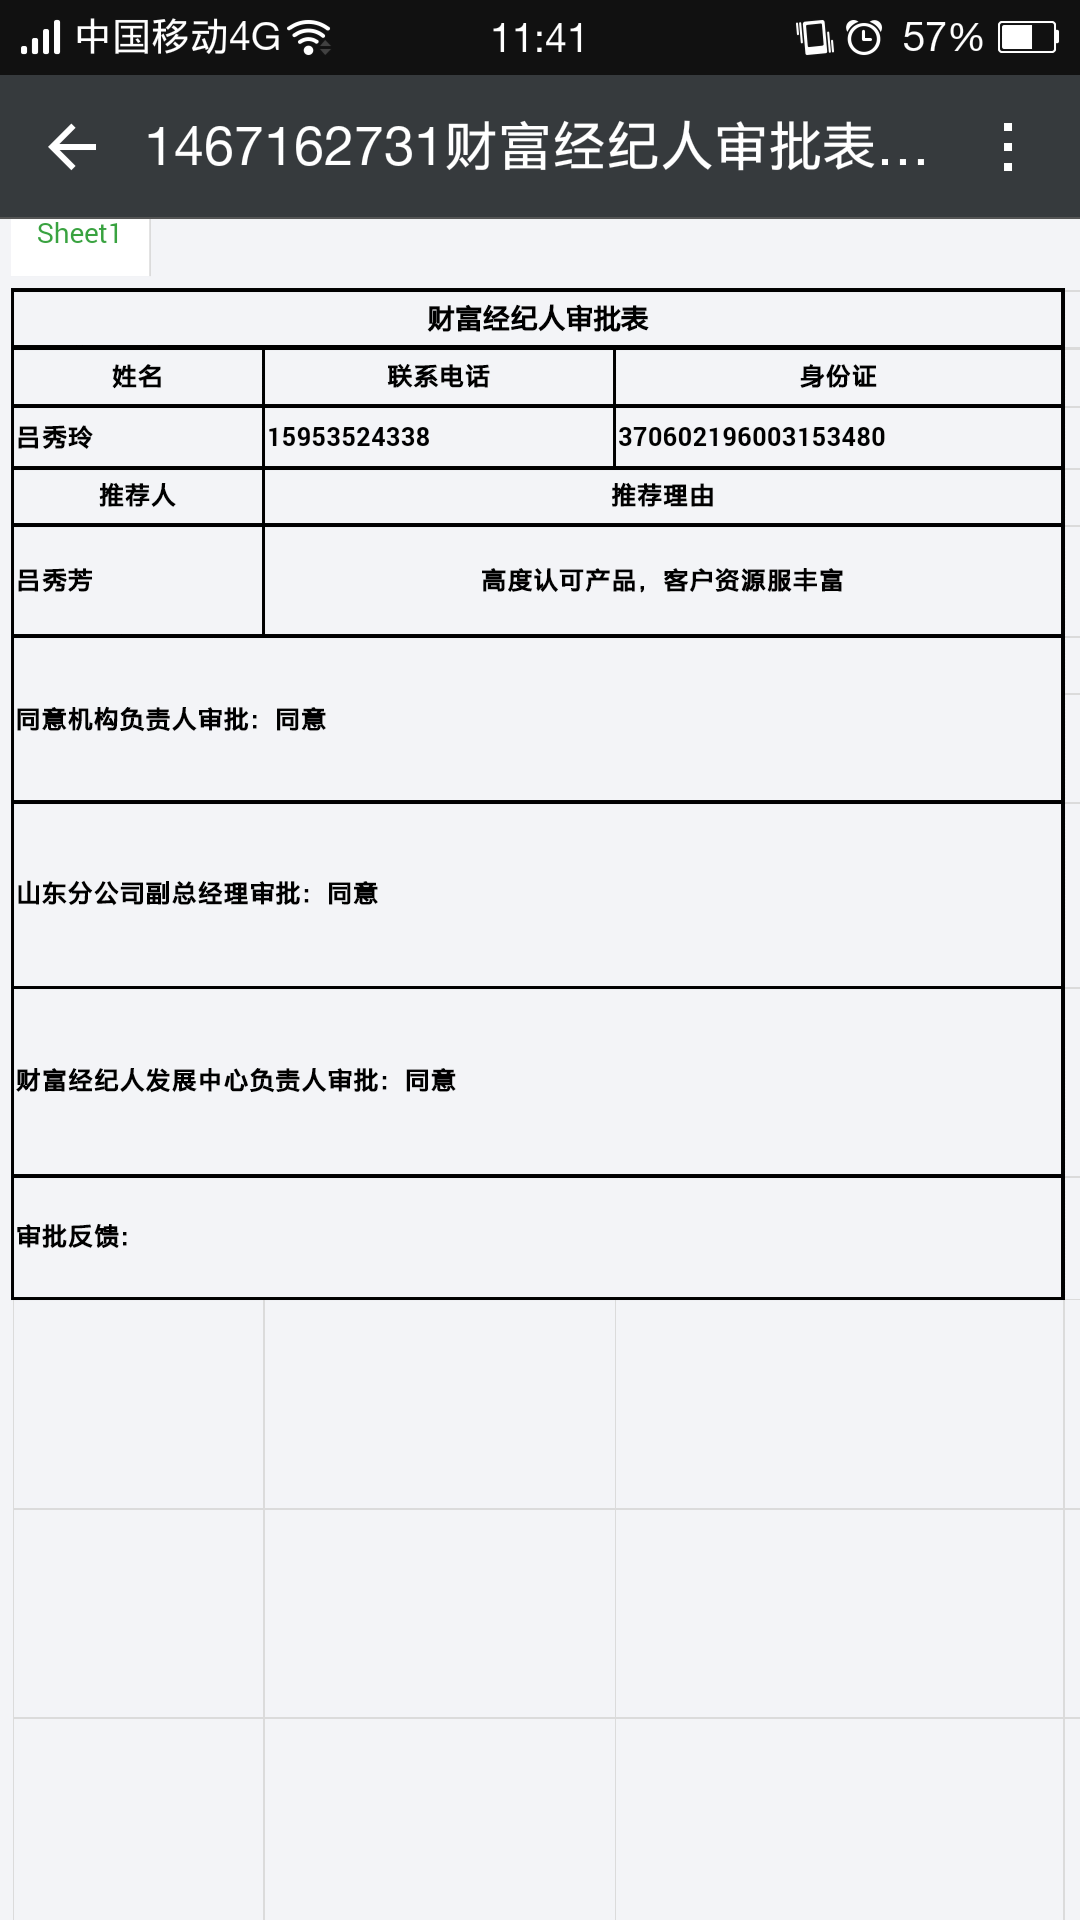 中国移动4G 11:41 57%
1467162731财富经纪人审批表...
Sheet1
财富经纪人审批表
姓名 联系电话 身份证
吕秀玲 15953524338 370602196003153480
推荐人 推荐理由
吕秀芳 高度认可产品，客户资源服丰富
同意机构负责人审批：同意
山东分公司副总经理审批：同意
财富经纪人发展中心负责人审批：同意
审批反馈：